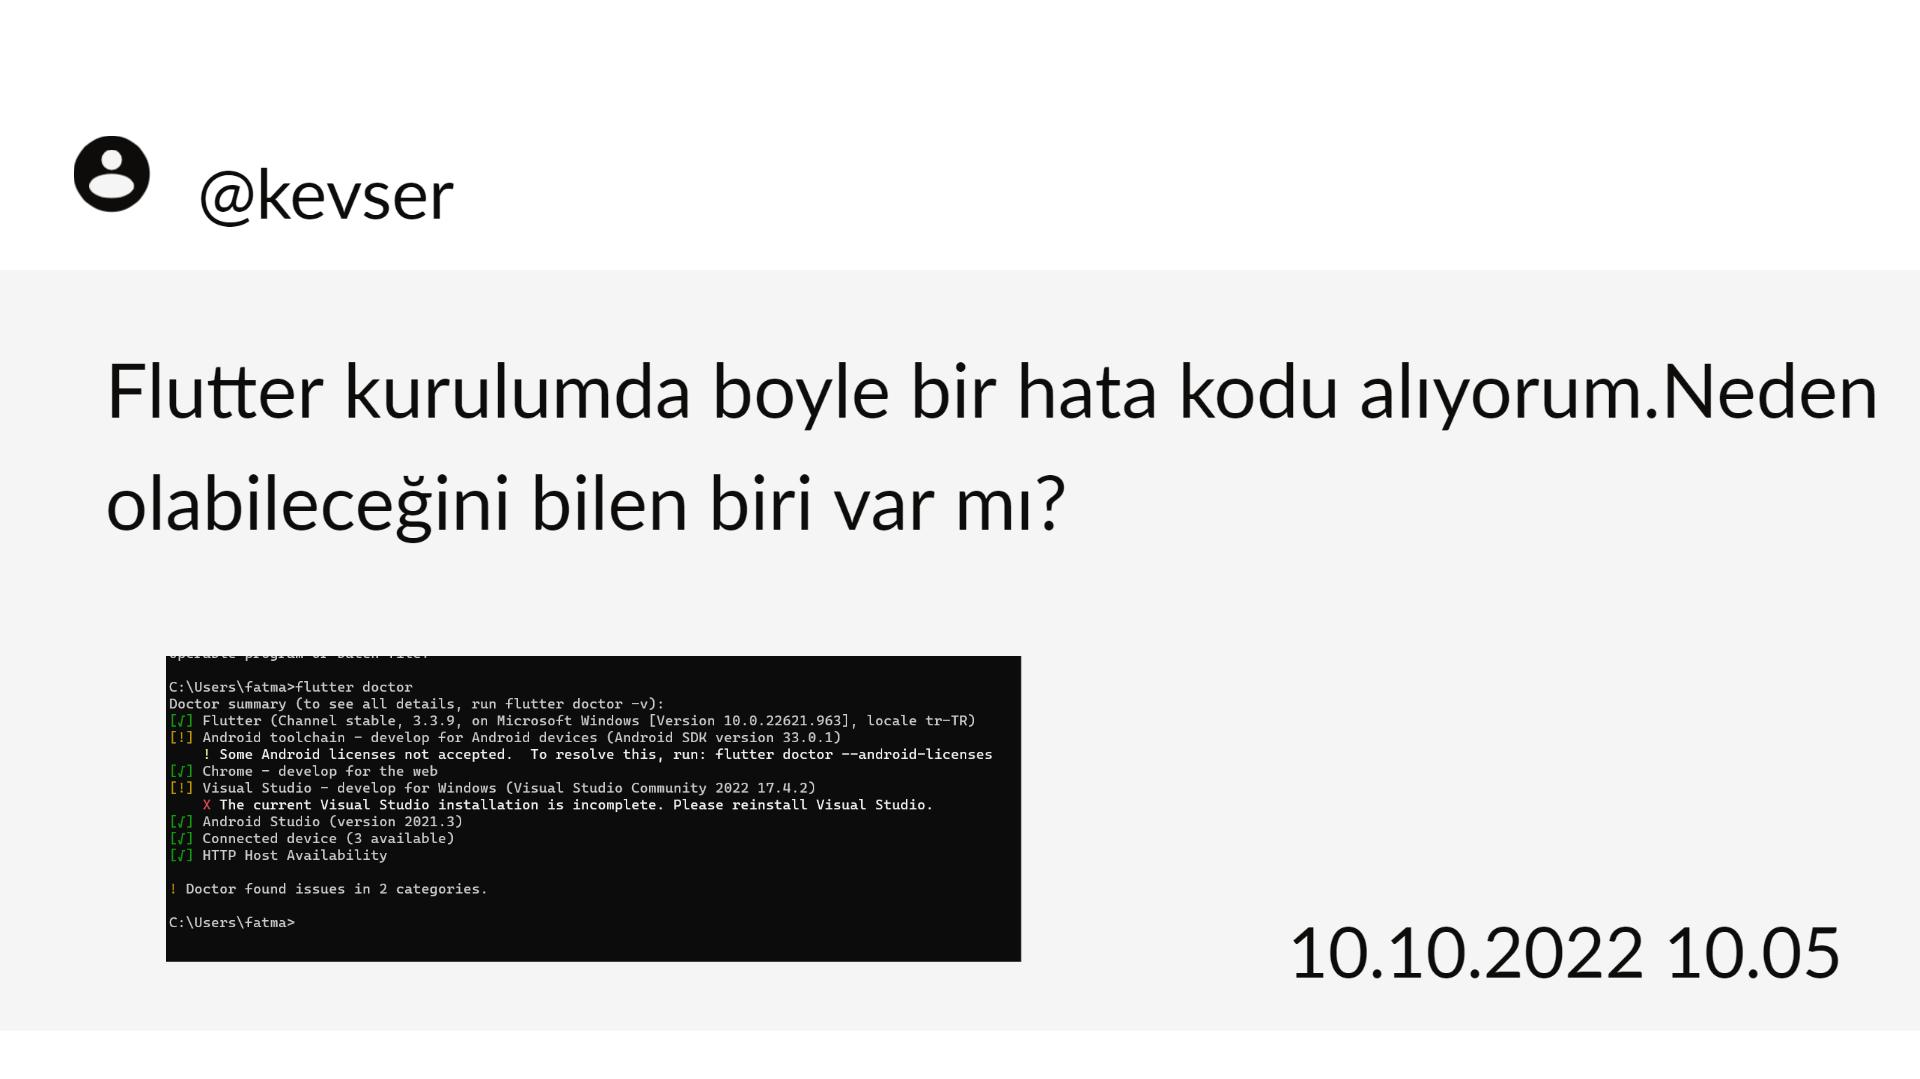 @kevser
Flutter kurulumda boyle bir hata kodu alıyorum.Neden
olabileceğini bilen biri var mı?
operable program or batch file.
C:\Users\fatma>flutter doctor
Doctor summary (to see all details, run flutter doctor -v):
[√] Flutter (Channel stable, 3.3.9, on Microsoft Windows [Version 10.0.22621.963], locale tr-TR)
[!] Android toolchain - develop for Android devices (Android SDK version 33.0.1)
! Some Android licenses not accepted.  To resolve this, run: flutter doctor --android-licenses
[√] Chrome - develop for the web
[!] Visual Studio - develop for Windows (Visual Studio Community 2022 17.4.2)
X The current Visual Studio installation is incomplete. Please reinstall Visual Studio.
[√] Android Studio (version 2021.3)
[√] Connected device (3 available)
[√] HTTP Host Availability
! Doctor found issues in 2 categories.
C:\Users\fatma>
10.10.2022 10.05